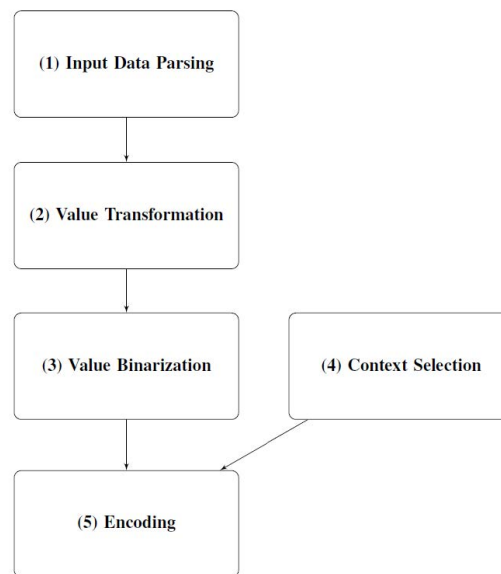 (1) Input Data Parsing
(2) Value Transformation
(3) Value Binarization
(4) Context Selection
(5) Encoding